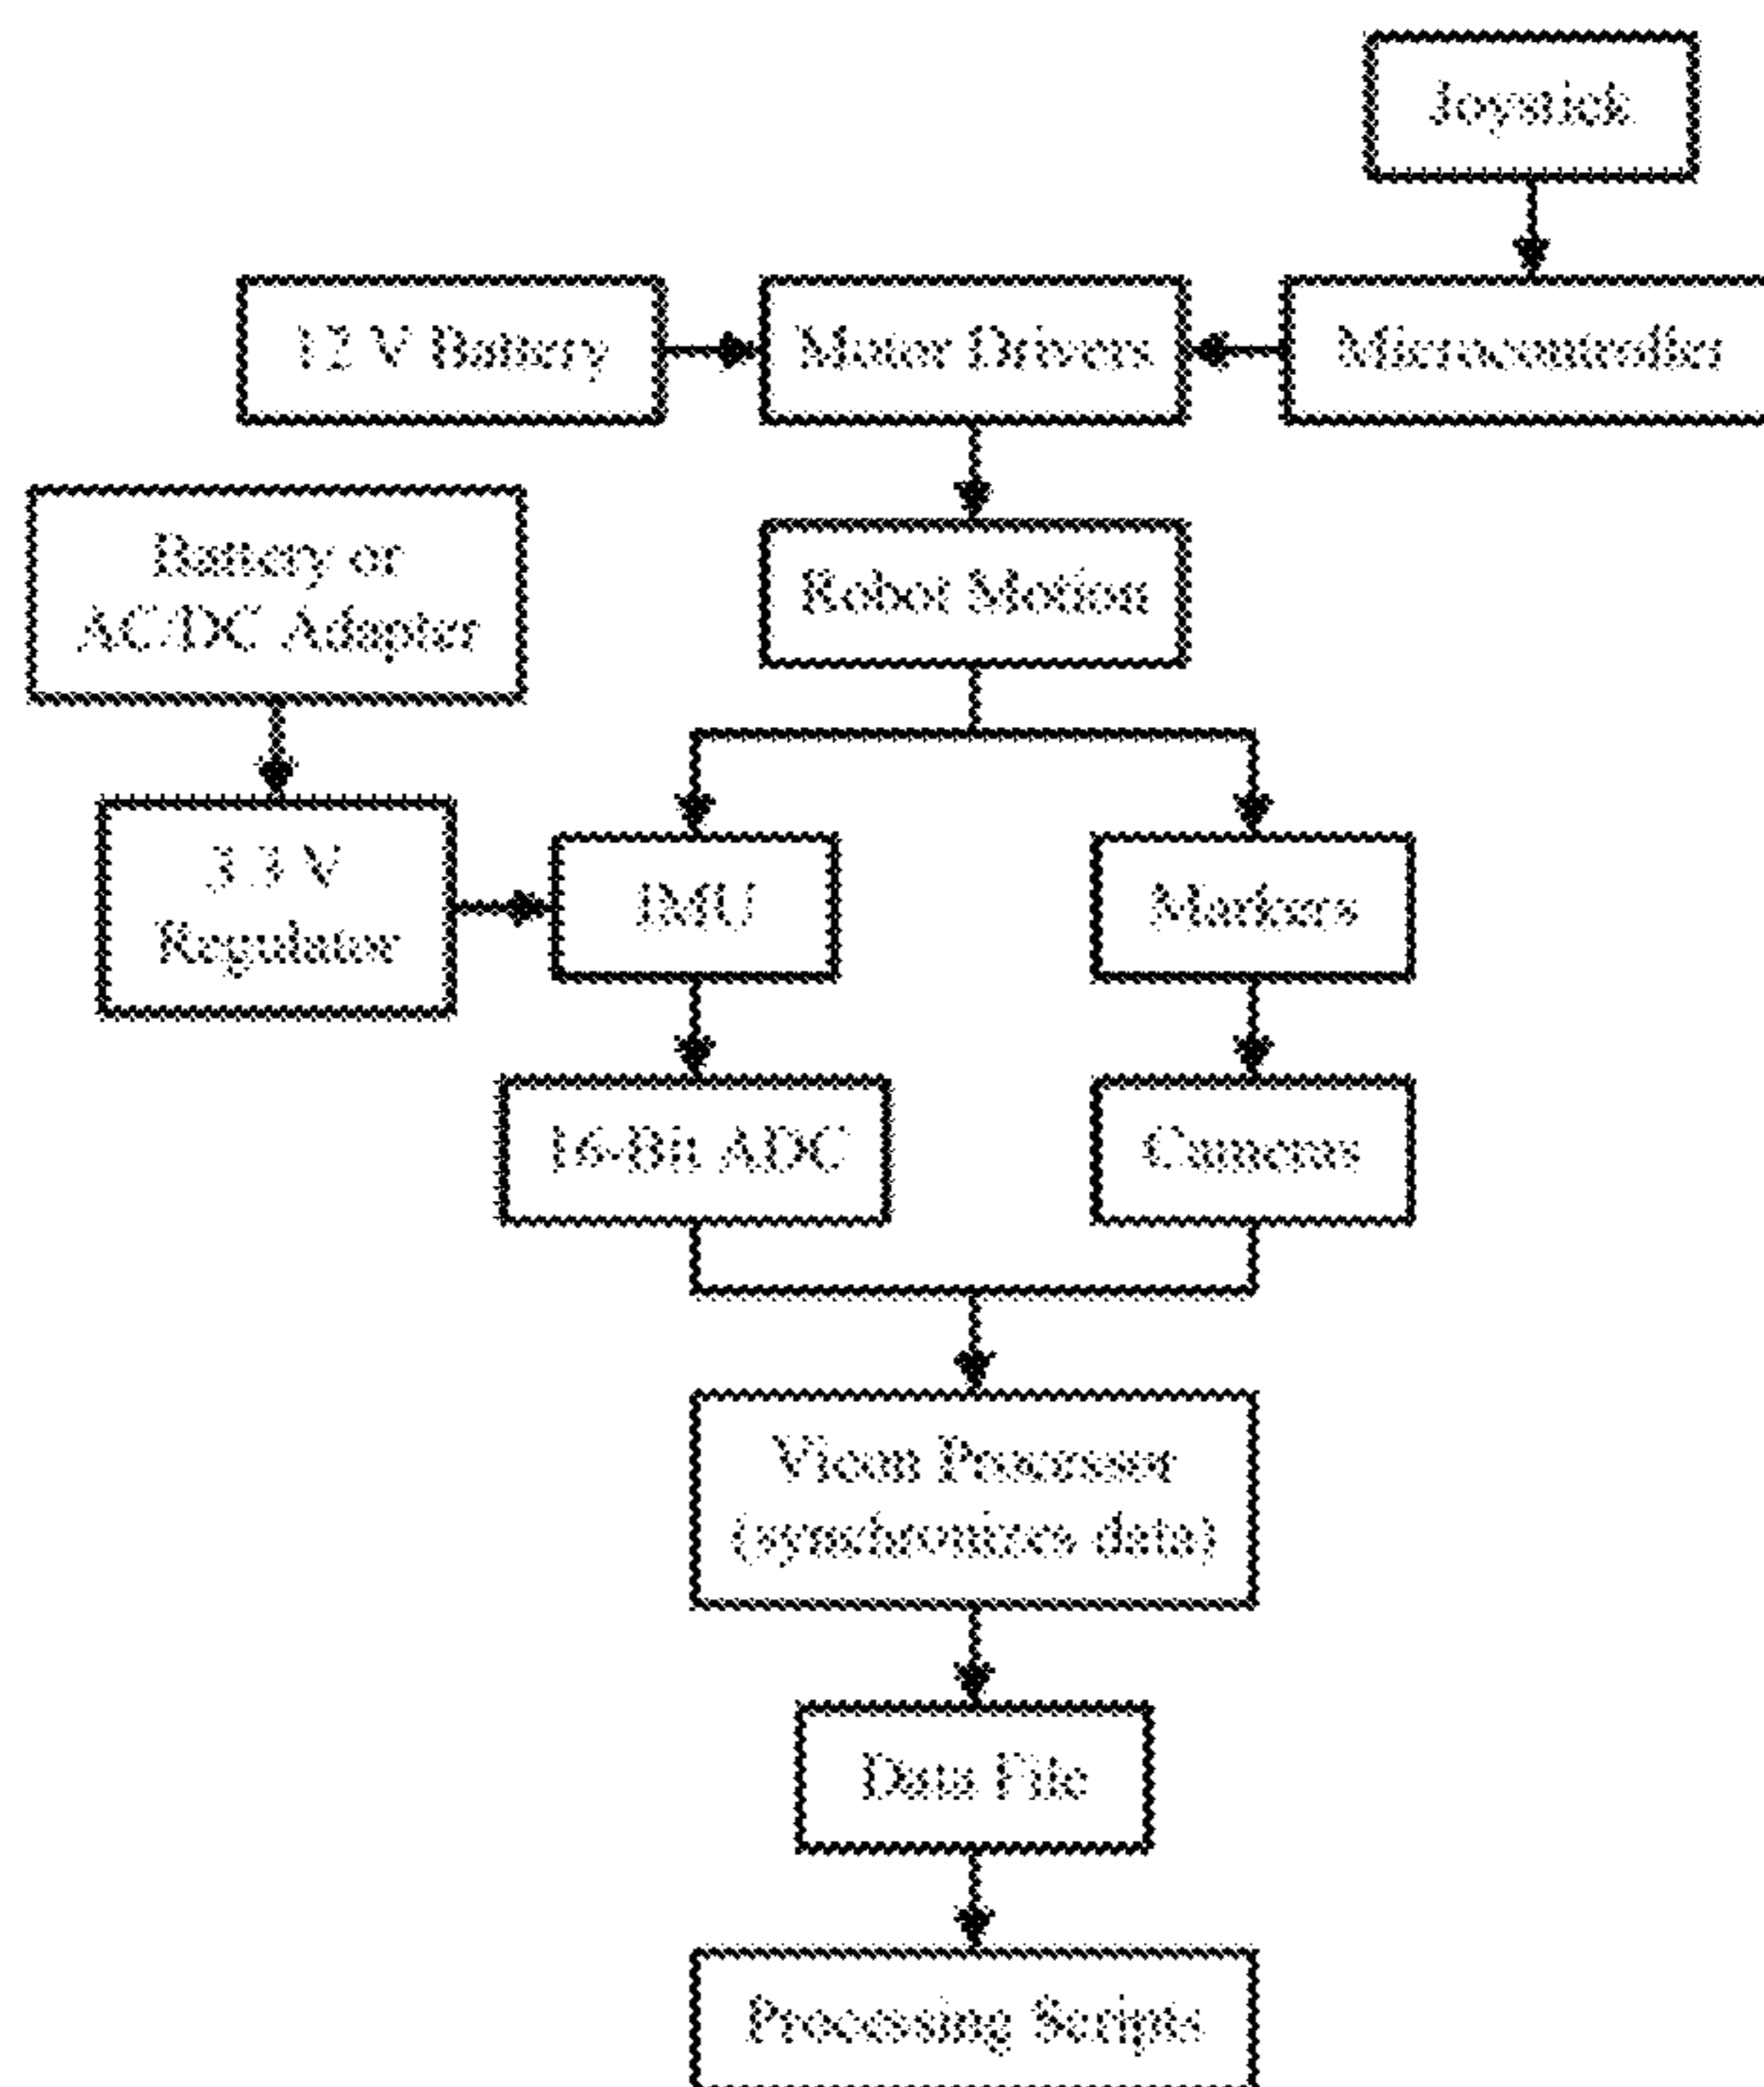 Joystick
12 V Battery
Motor Drivers
Microcontroller
Battery or
AC/DC Adapter
Robot Motion
3.3 V
Regulator
IMU
Markers
16-Bit ADC
Cameras
Vicon Processor
(synchronizes data)
Data File
Processing Scripts